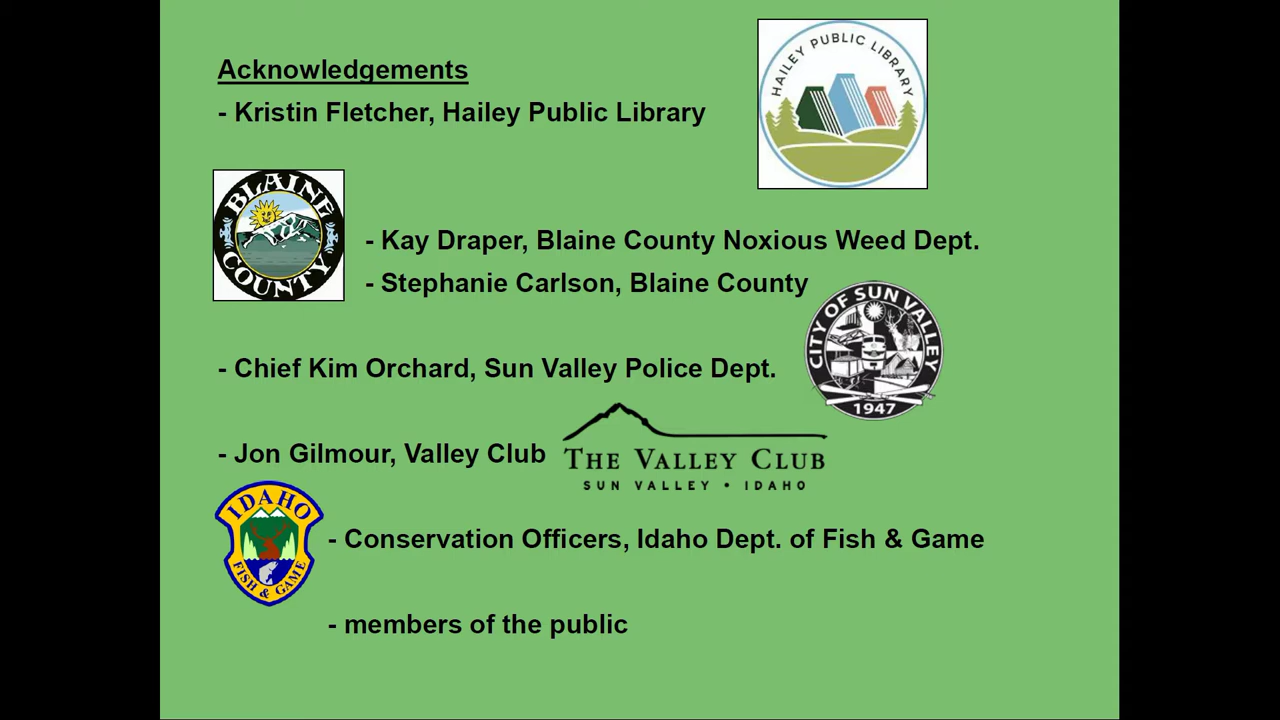 Acknowledgements
- Kristin Fletcher, Hailey Public Library
HAILEY PUBLIC LIBRARY
BLAINE COUNTY
- Kay Draper, Blaine County Noxious Weed Dept.
- Stephanie Carlson, Blaine County
CITY OF SUN VALLEY
1947
- Chief Kim Orchard, Sun Valley Police Dept.
- Jon Gilmour, Valley Club
THE VALLEY CLUB
SUN VALLEY • IDAHO
IDAHO
FISH & GAME
- Conservation Officers, Idaho Dept. of Fish & Game
- members of the public